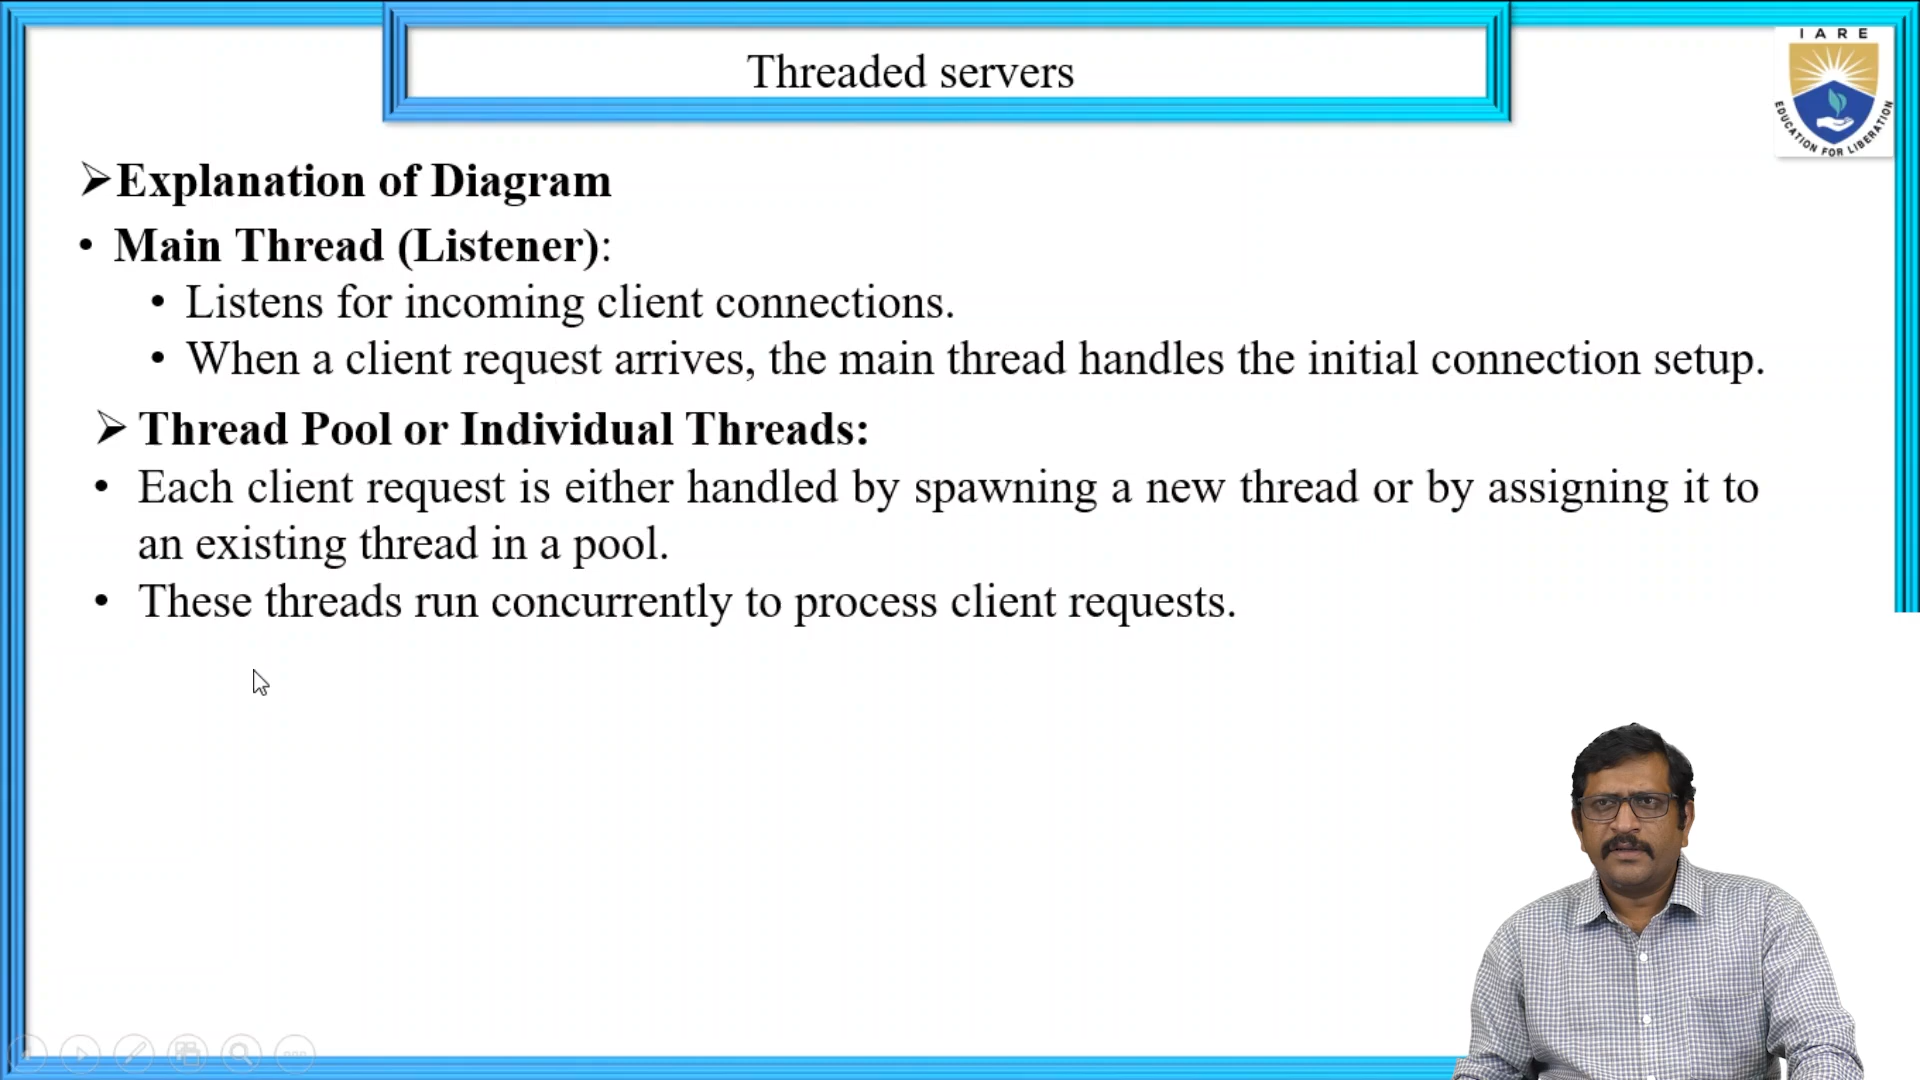 Threaded servers
IARE
EDUCATION FOR LIBERATION
➢Explanation of Diagram
• Main Thread (Listener):
• Listens for incoming client connections.
• When a client request arrives, the main thread handles the initial connection setup.
➢ Thread Pool or Individual Threads:
• Each client request is either handled by spawning a new thread or by assigning it to
an existing thread in a pool.
• These threads run concurrently to process client requests.